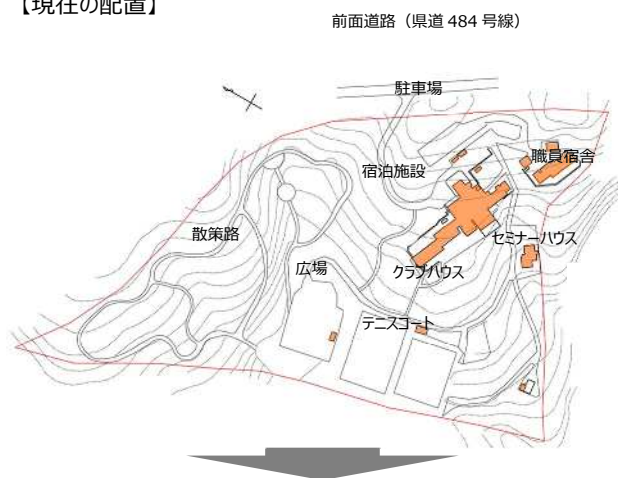 【現在の配置】
前面道路（県道 484 号線）
駐車場
宿泊施設
職員宿舎
散策路
セミナーハウス
広場
クラブハウス
テニスコート